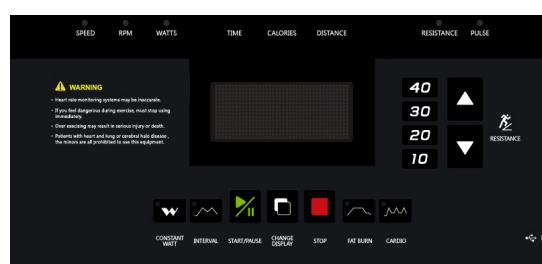 SPEED RPM WATTS TIME CALORIES DISTANCE RESISTANCE PULSE
WARNING
• Heart rate monitoring systems may be inaccurate.
• If you feel dangerous during exercise, must stop using
immediately.
• Over exercising may result in serious injury or death.
• Patients with heart and lung or cerebral halo disease ,
the minors are all prohibited to use this equipment.
40
30
20
10
RESISTANCE
CONSTANT
WATT
INTERVAL
START/PAUSE
CHANGE
DISPLAY
STOP
FAT BURN
CARDIO